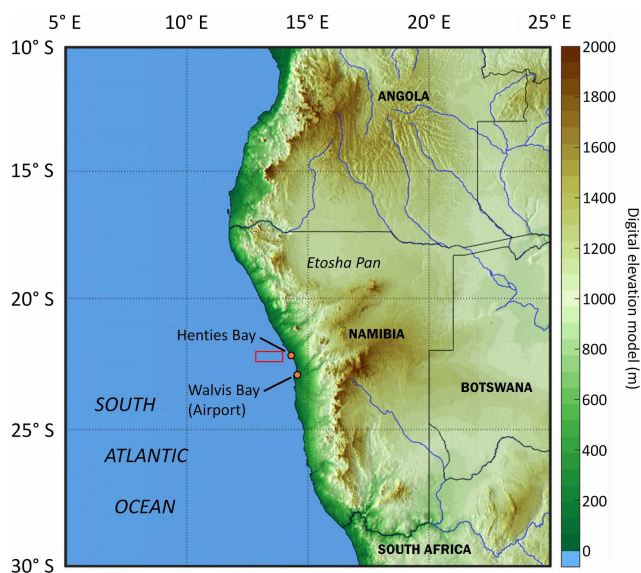 5° E 10° E 15° E 20° E 25° E
10° S
15° S
20° S
25° S
30° S
ANGOLA
Etosha Pan
NAMIBIA
Henties Bay
Walvis Bay
(Airport)
BOTSWANA
SOUTH
ATLANTIC
OCEAN
SOUTH AFRICA
2000
1800
1600
1400
1200
1000
800
600
400
200
0
Digital elevation model (m)